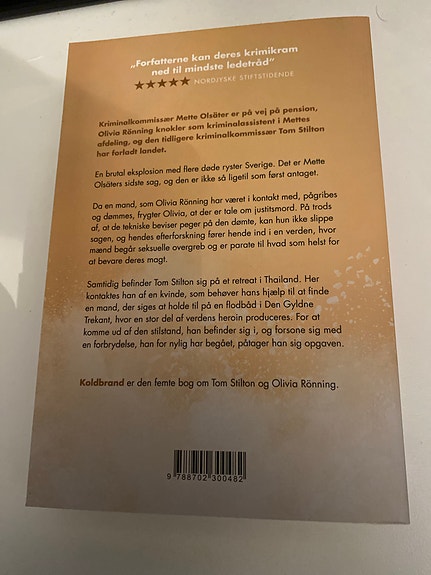 „Forfatterne kan deres krimikram
ned til mindste ledetråd”
★★★★★ NORDJYSKE STIFTSTIDENDE
Kriminalkommissær Mette Olsäter er på vej på pension,
Olivia Rönning knokler som kriminalassistent i Mettes
afdeling, og den tidligere kriminalkommissær Tom Stilton
har forladt landet.
En brutal eksplosion med flere døde ryster Sverige. Det er Mette
Olsäters sidste sag, og den er ikke så ligetil som først antaget.
Da en mand, som Olivia Rönning har været i kontakt med, pågribes
og dømmes, frygter Olivia, at der er tale om justitsmord. På trods
af, at de tekniske beviser peger på den dømte, kan hun ikke slippe
sagen, og hendes efterforskning fører hende ind i en verden, hvor
mænd begår seksuelle overgreb og er parate til hvad som helst for
at bevare deres magt.
Samtidig befinder Tom Stilton sig på et retreat i Thailand. Her
kontaktes han af en kvinde, som behøver hans hjælp til at finde
en mand, der siges at holde til på en flodbåd i Den Gyldne
Trekant, hvor en stor del af verdens heroin produceres. For at
komme ud af den stilstand, han befinder sig i, og forsone sig med
en forbrydelse, han for nylig har begået, påtager han sig opgaven.
Koldbrand er den femte bog om Tom Stilton og Olivia Rönning.
9 788702 300482